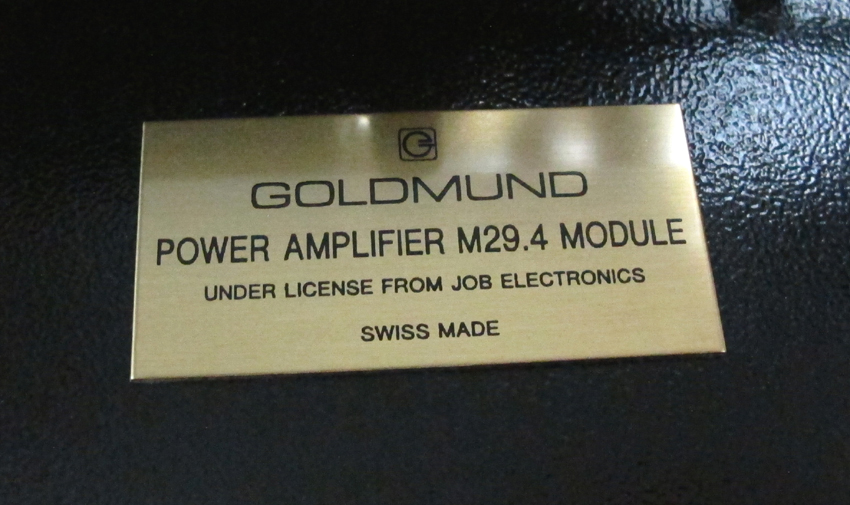 GOLDMUND
POWER AMPLIFIER M29.4 MODULE
UNDER LICENSE FROM JOB ELECTRONICS
SWISS MADE